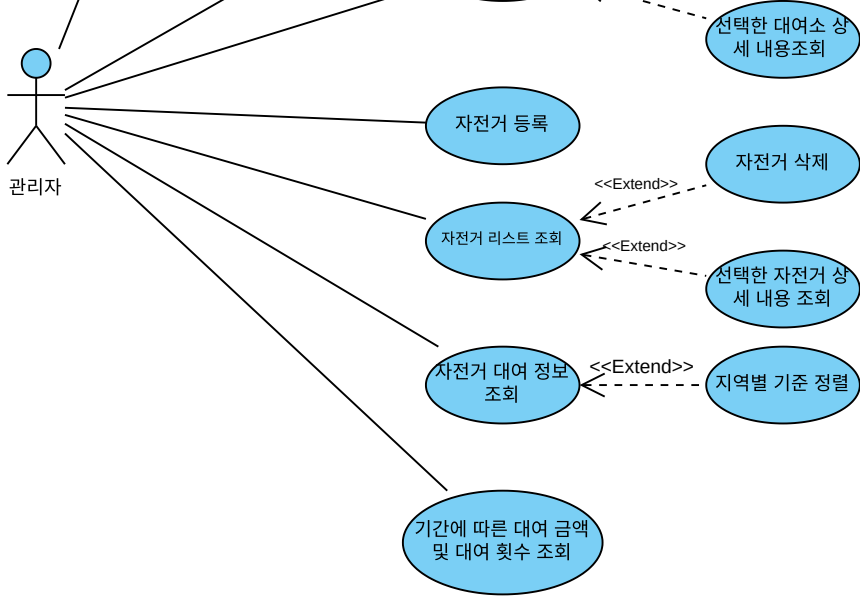 선택한 대여소 상
세 내용조회
자전거 등록
관리자
<<Extend>>
자전거 삭제
자전거 리스트 조회
<<Extend>>
선택한 자전거 상
세 내용 조회
자전거 대여 정보
조회
<<Extend>>
지역별 기준 정렬
기간에 따른 대여 금액
및 대여 횟수 조회